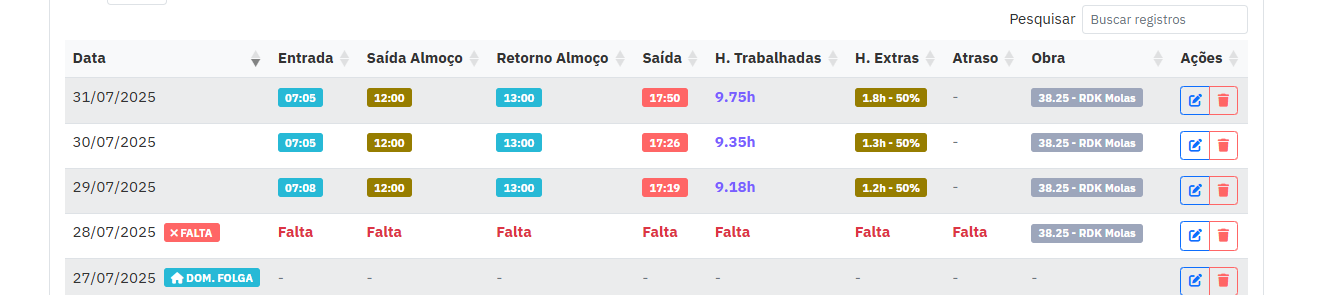 Pesquisar Buscar registros
Data Entrada Saída Almoço Retorno Almoço Saída H. Trabalhadas H. Extras Atraso Obra Ações
31/07/2025 07:05 12:00 13:00 17:50 9.75h 1.8h - 50% - 38.25 - RDK Molas
30/07/2025 07:05 12:00 13:00 17:26 9.35h 1.3h - 50% - 38.25 - RDK Molas
29/07/2025 07:08 12:00 13:00 17:19 9.18h 1.2h - 50% - 38.25 - RDK Molas
28/07/2025 FALTA Falta Falta Falta Falta Falta Falta Falta 38.25 - RDK Molas
27/07/2025 DOM. FOLGA - - - - - - - -